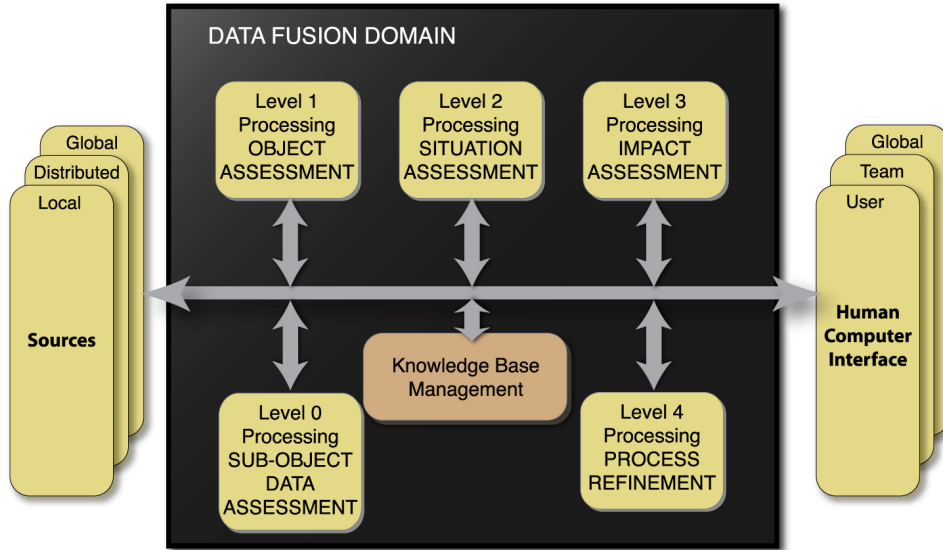 DATA FUSION DOMAIN
Level 1
Processing
OBJECT
ASSESSMENT
Level 2
Processing
SITUATION
ASSESSMENT
Level 3
Processing
IMPACT
ASSESSMENT
Global
Distributed
Local
Sources
Global
Team
User
Human
Computer
Interface
Knowledge Base
Management
Level 0
Processing
SUB-OBJECT
DATA
ASSESSMENT
Level 4
Processing
PROCESS
REFINEMENT